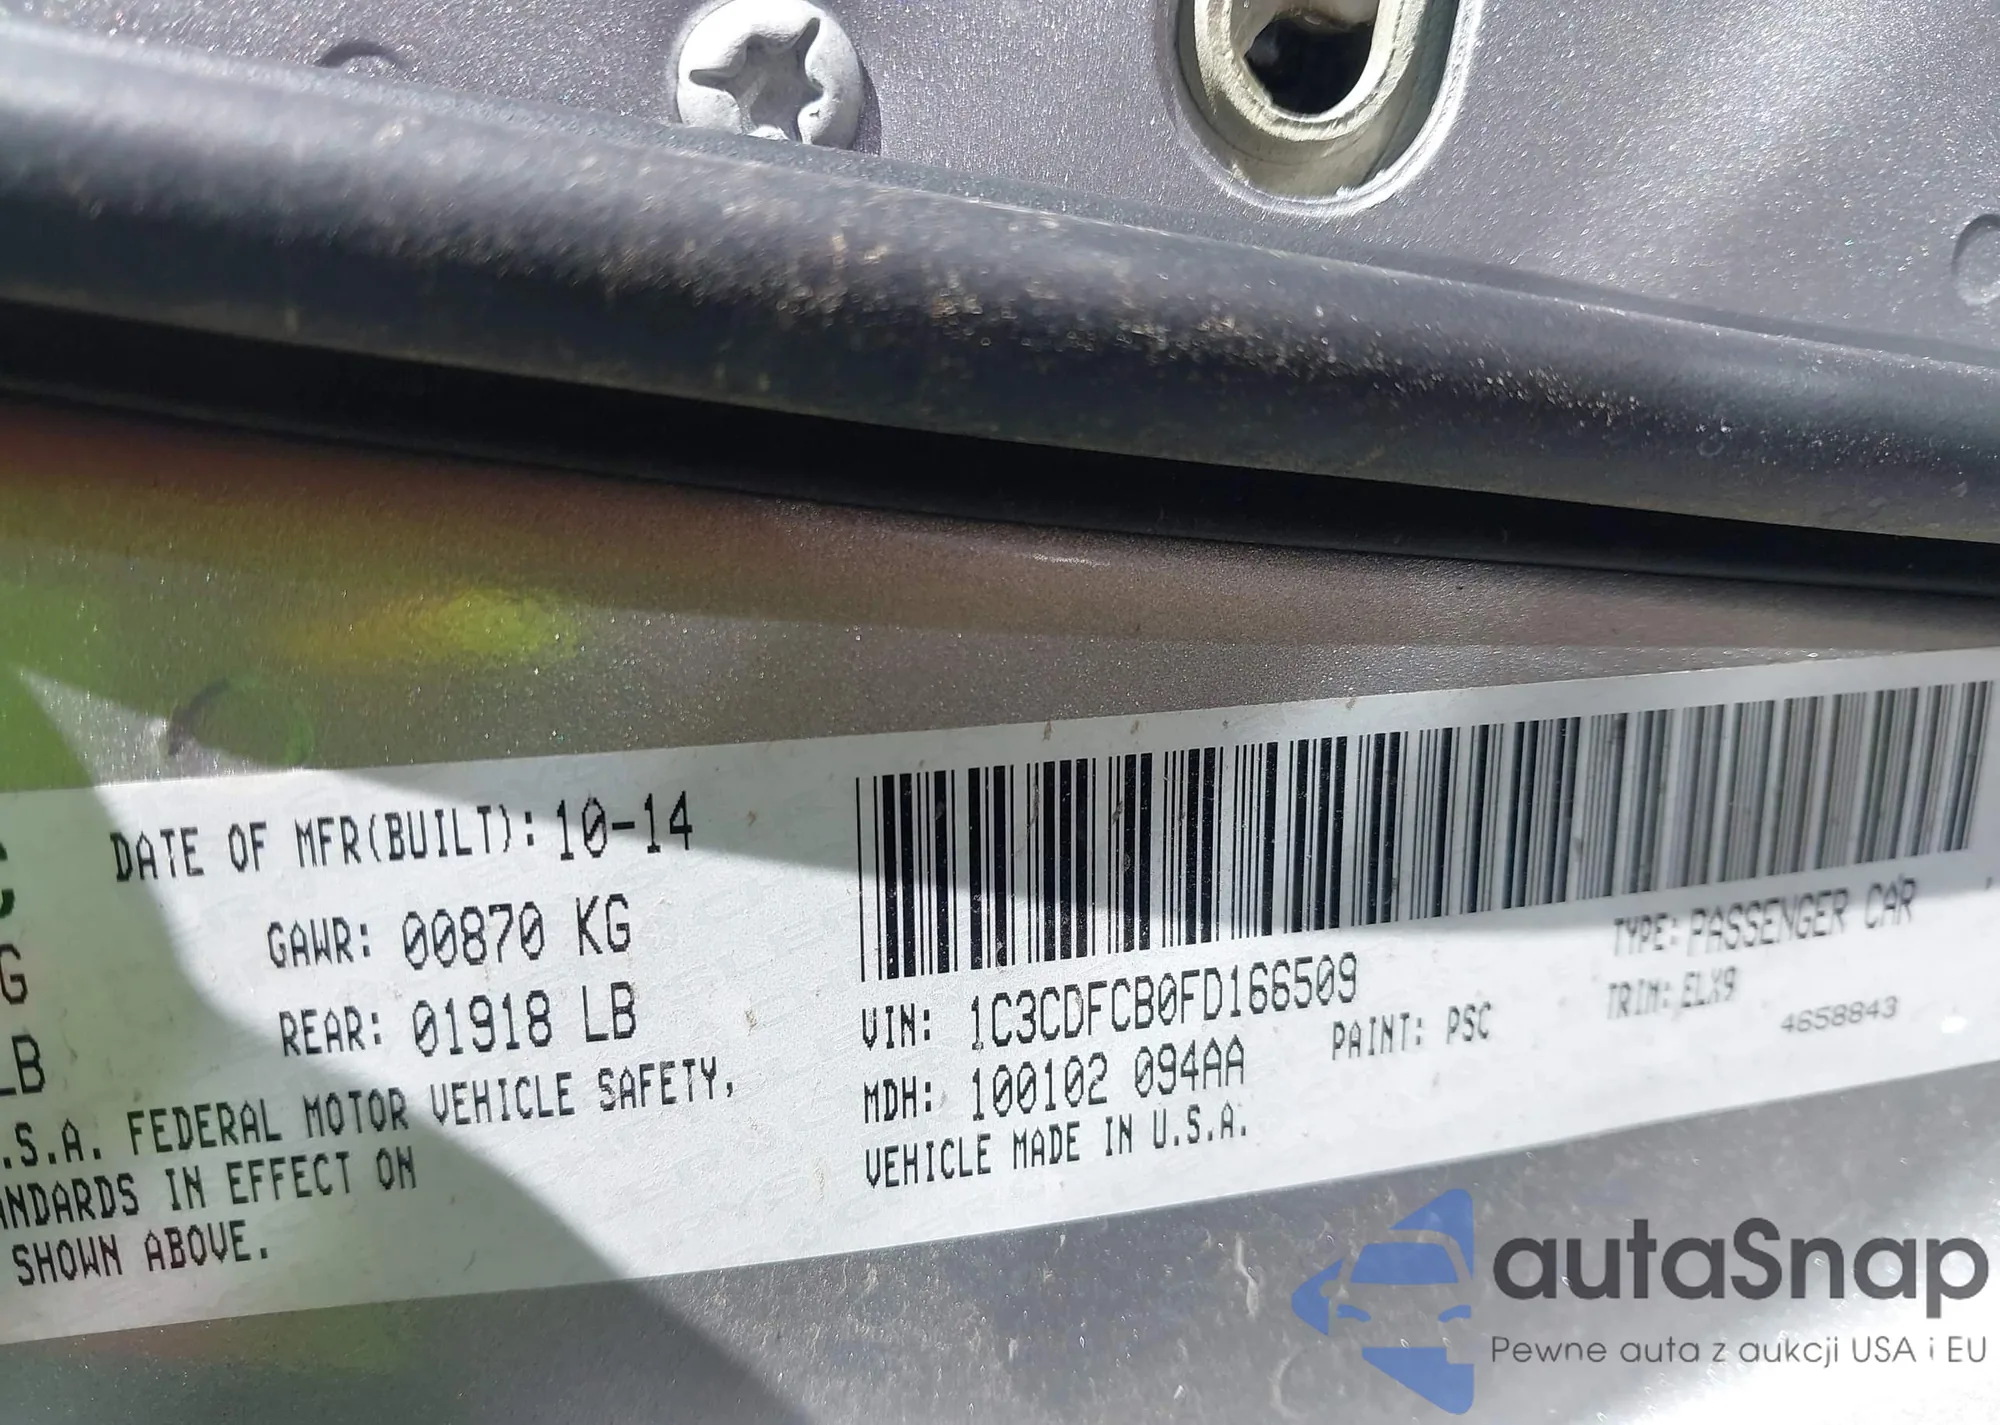 DATE OF MFR(BUILT): 10-14
GAWR: 00870 KG
G
REAR: 01918 LB
LB
.S.A. FEDERAL MOTOR VEHICLE SAFETY,
ANDARDS IN EFFECT ON
SHOWN ABOVE.
VIN: 1C3CDFCB0FD166509
TYPE: PASSENGER CAR
MDH: 100102 094AA
PAINT: PSC
TRIM: ELX9
4658843
VEHICLE MADE IN U.S.A.
autaSnap
Pewne auta z aukcji USA i EU